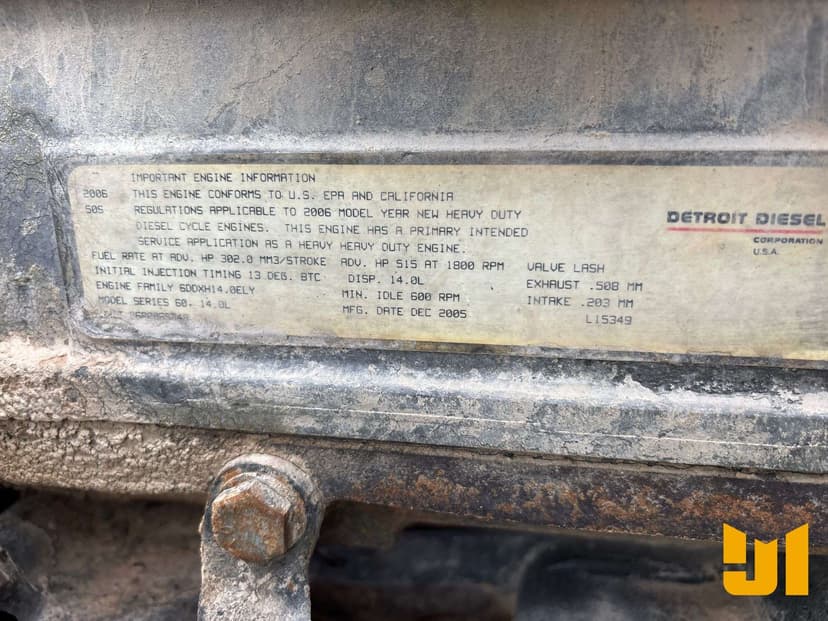 IMPORTANT ENGINE INFORMATION
2006 THIS ENGINE CONFORMS TO U.S. EPA AND CALIFORNIA
50S REGULATIONS APPLICABLE TO 2006 MODEL YEAR NEW HEAVY DUTY
DIESEL CYCLE ENGINES. THIS ENGINE HAS A PRIMARY INTENDED
SERVICE APPLICATION AS A HEAVY HEAVY DUTY ENGINE.
FUEL RATE AT ADV. HP 302.0 MM3/STROKE ADV. HP 515 AT 1800 RPM VALVE LASH
INITIAL INJECTION TIMING 13 DEG. BTC DISP. 14.0L EXHAUST .508 MM
ENGINE FAMILY 6DDXH14.0ELY MIN. IDLE 600 RPM INTAKE .203 MM
MODEL SERIES 60, 14.0L MFG. DATE DEC 2005 L15349
DETROIT DIESEL
CORPORATION
U.S.A.